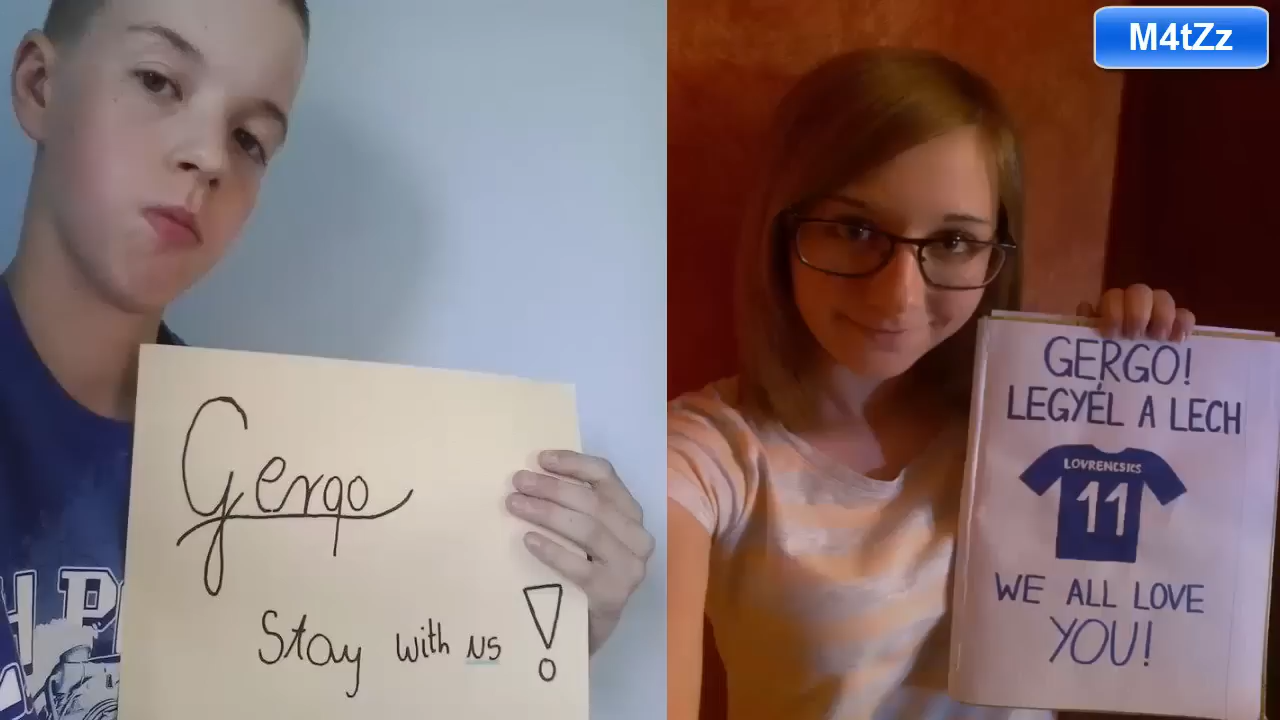 M4tZz
Gergo
Stay with us !
H P
GERGO!
LEGYÉL A LECH
LOVRENCSICS
11
WE ALL LOVE
YOU!